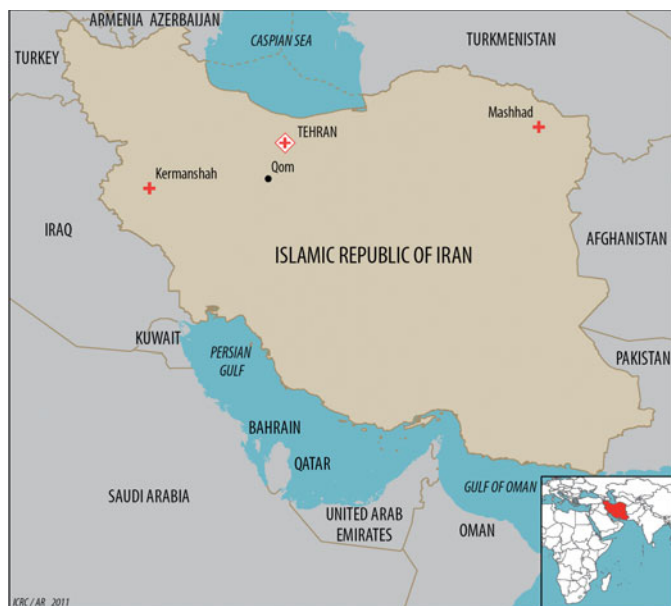 ARMENIA AZERBAIJAN
CASPIAN SEA
TURKMENISTAN
TURKEY
Mashhad
TEHRAN
Qom
Kermanshah
IRAQ
ISLAMIC REPUBLIC OF IRAN
AFGHANISTAN
KUWAIT
PERSIAN
GULF
PAKISTAN
BAHRAIN
QATAR
GULF OF OMAN
SAUDI ARABIA
UNITED ARAB
EMIRATES
OMAN
ICRC / AR 2011